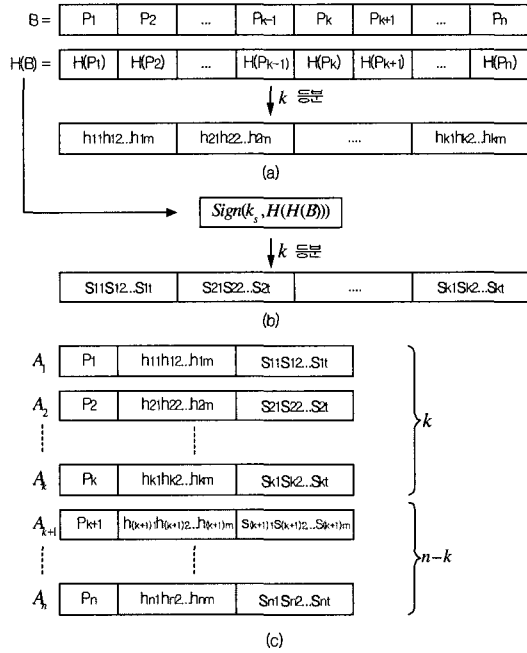 B = P1 P2 ... Pk-1 Pk Pk+1 ... Pn
H(B) = H(P1) H(P2) ... H(Pk-1) H(Pk) H(Pk+1) ... H(Pn)
k 등분
h11h12...h1m h21h22...h2m .... hk1hk2...hkm
(a)
Sign(ks, H(H(B)))
k 등분
S11S12...S1t S21S22...S2t .... Sk1Sk2...Skt
(b)
A1 P1 h11h12...h1m S11S12...S1t
A2 P2 h21h22...h2m S21S22...S2t
k
Ak Pk hk1hk2...hkm Sk1Sk2...Skt
Ak+1 Pk+1 h(k+1)1h(k+1)2...h(k+1)m S(k+1)1S(k+1)2...S(k+1)m
n-k
An Pn hn1hn2...hnm Sn1Sn2...Snt
(c)